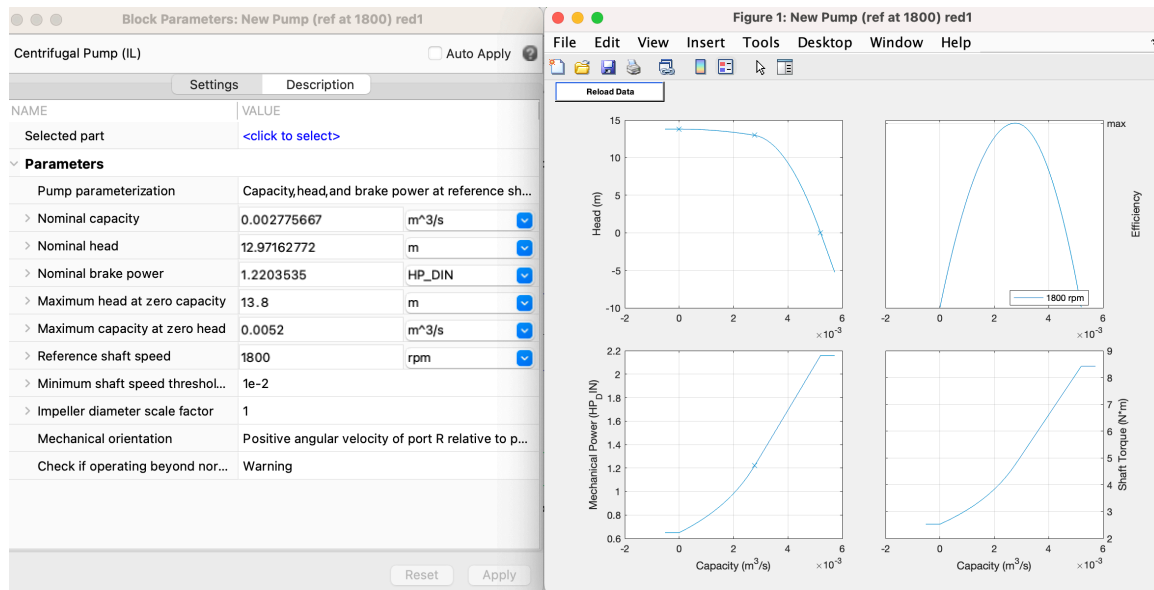 Block Parameters: New Pump (ref at 1800) red1
Centrifugal Pump (IL)
Auto Apply
?
Settings Description
NAME VALUE
Selected part <click to select>
Parameters
Pump parameterization Capacity,head,and brake power at reference sh...
Nominal capacity 0.002775667 m^3/s
Nominal head 12.97162772 m
Nominal brake power 1.2203535 HP_DIN
Maximum head at zero capacity 13.8 m
Maximum capacity at zero head 0.0052 m^3/s
Reference shaft speed 1800 rpm
Minimum shaft speed threshol... 1e-2
Impeller diameter scale factor 1
Mechanical orientation Positive angular velocity of port R relative to p...
Check if operating beyond nor... Warning
Reset Apply
Figure 1: New Pump (ref at 1800) red1
File Edit View Insert Tools Desktop Window Help
Reload Data
Head (m)
15
10
5
0
-5
-10
-2 0 2 4 6
×10^-3
max
Efficiency
1800 rpm
-2 0 2 4 6
×10^-3
Mechanical Power (HP_DIN)
2.2
2
1.8
1.6
1.4
1.2
1
0.8
0.6
-2 0 2 4 6
Capacity (m^3/s) ×10^-3
9
8
7
6
5
4
3
2
Shaft Torque (N*m)
-2 0 2 4 6
Capacity (m^3/s) ×10^-3